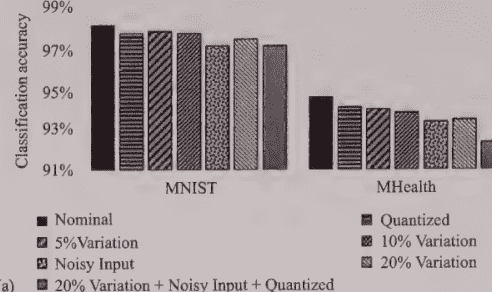 99%
97%
95%
93%
91%
Classification accuracy
MNIST MHealth
Nominal Quantized
5%Variation 10% Variation
Noisy Input 20% Variation
a) 20% Variation + Noisy Input + Quantized